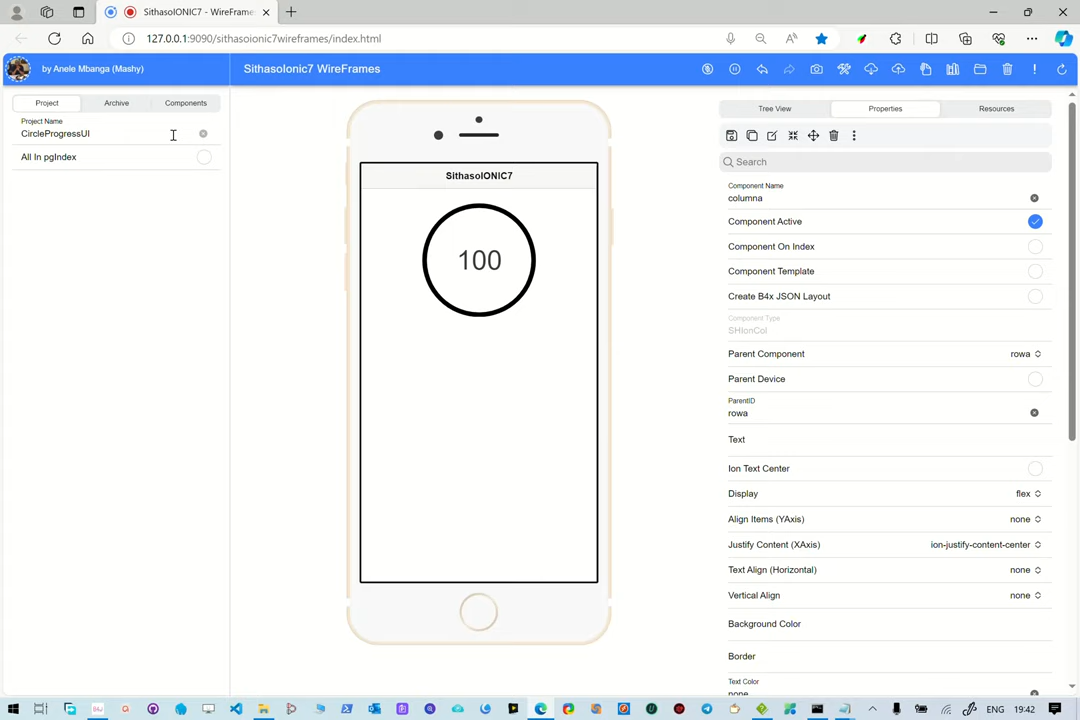 SithasoIONIC7 - WireFrames
127.0.0.1:9090/sithasoionic7wireframes/index.html
by Anele Mbanga (Mashy)
SithasoIonic7 WireFrames
Project
Archive
Components
Project Name
CircleProgressUI
All In pgIndex
SithasoIONIC7
100
Tree View
Properties
Resources
Search
Component Name
columna
Component Active
Component On Index
Component Template
Create B4x JSON Layout
Component Type
SHIonCol
Parent Component
rowa
Parent Device
ParentID
rowa
Text
Ion Text Center
Display
flex
Align Items (YAxis)
none
Justify Content (XAxis)
ion-justify-content-center
Text Align (Horizontal)
none
Vertical Align
none
Background Color
Border
Text Color
none
ENG
19:42